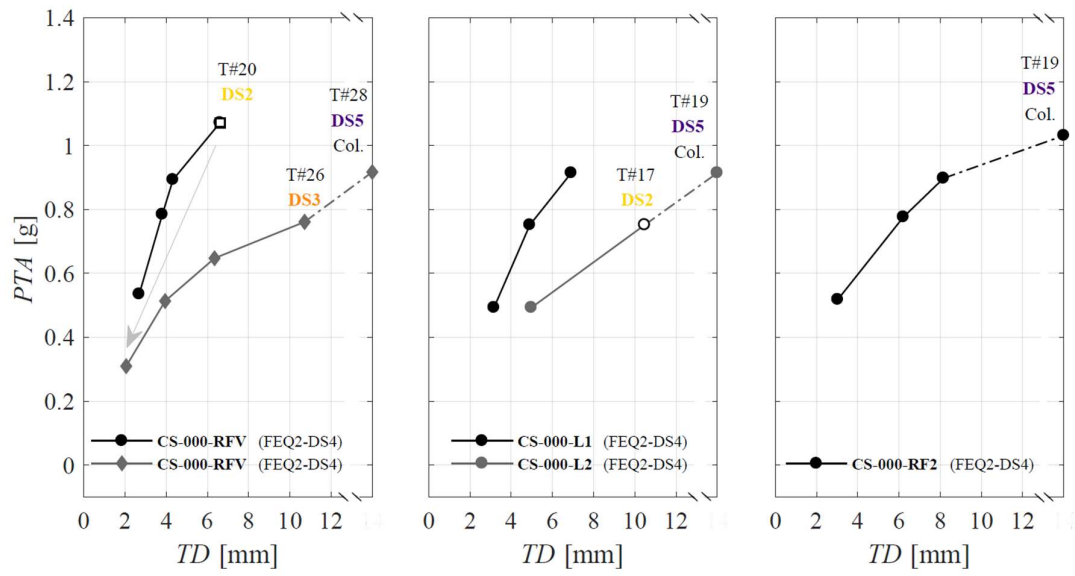 1.4
1.2
1
0.8
0.6
0.4
0.2
0
PTA [g]
T#20
DS2
T#28
DS5
Col.
T#26
DS3
CS-000-RFV (FEQ2-DS4)
CS-000-RFV (FEQ2-DS4)
0 2 4 6 8 10 12 14
TD [mm]
T#19
DS5
Col.
T#17
DS2
CS-000-L1 (FEQ2-DS4)
CS-000-L2 (FEQ2-DS4)
0 2 4 6 8 10 12 14
TD [mm]
T#19
DS5
Col.
CS-000-RF2 (FEQ2-DS4)
0 2 4 6 8 10 12 14
TD [mm]